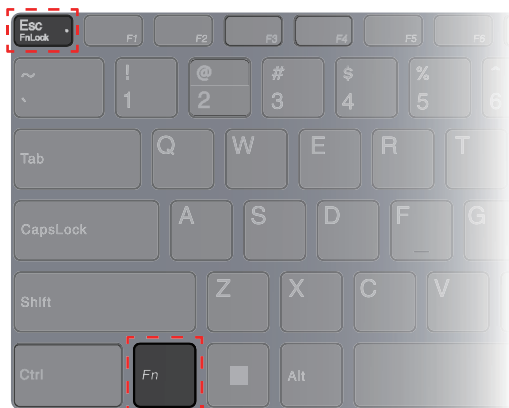 Esc
FnLock
F1
F2
F3
F4
F5
F6
~
`
!
1
@
2
#
3
$
4
%
5
^
6
Tab
Q
W
E
R
T
CapsLock
A
S
D
F
G
Shift
Z
X
C
V
Ctrl
Fn
Alt